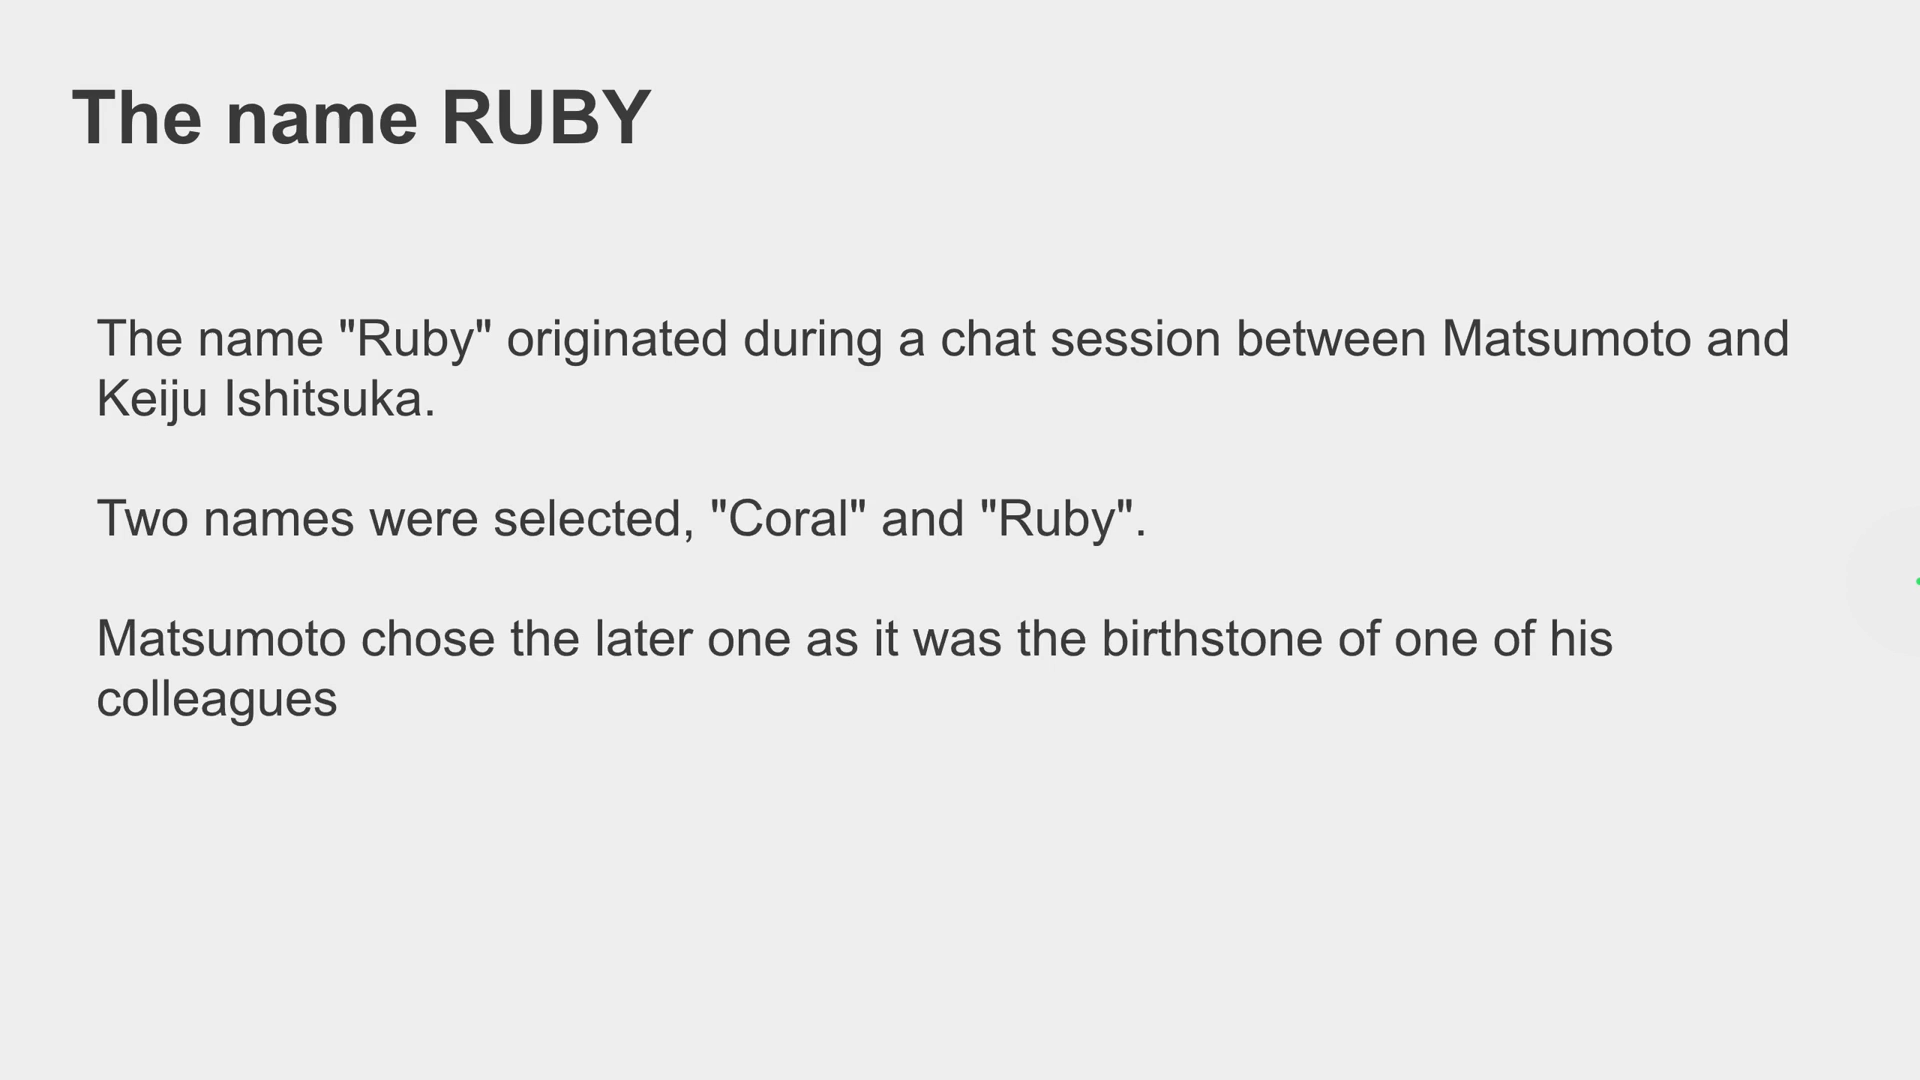 The name RUBY
The name "Ruby" originated during a chat session between Matsumoto and
Keiju Ishitsuka.
Two names were selected, "Coral" and "Ruby".
Matsumoto chose the later one as it was the birthstone of one of his
colleagues